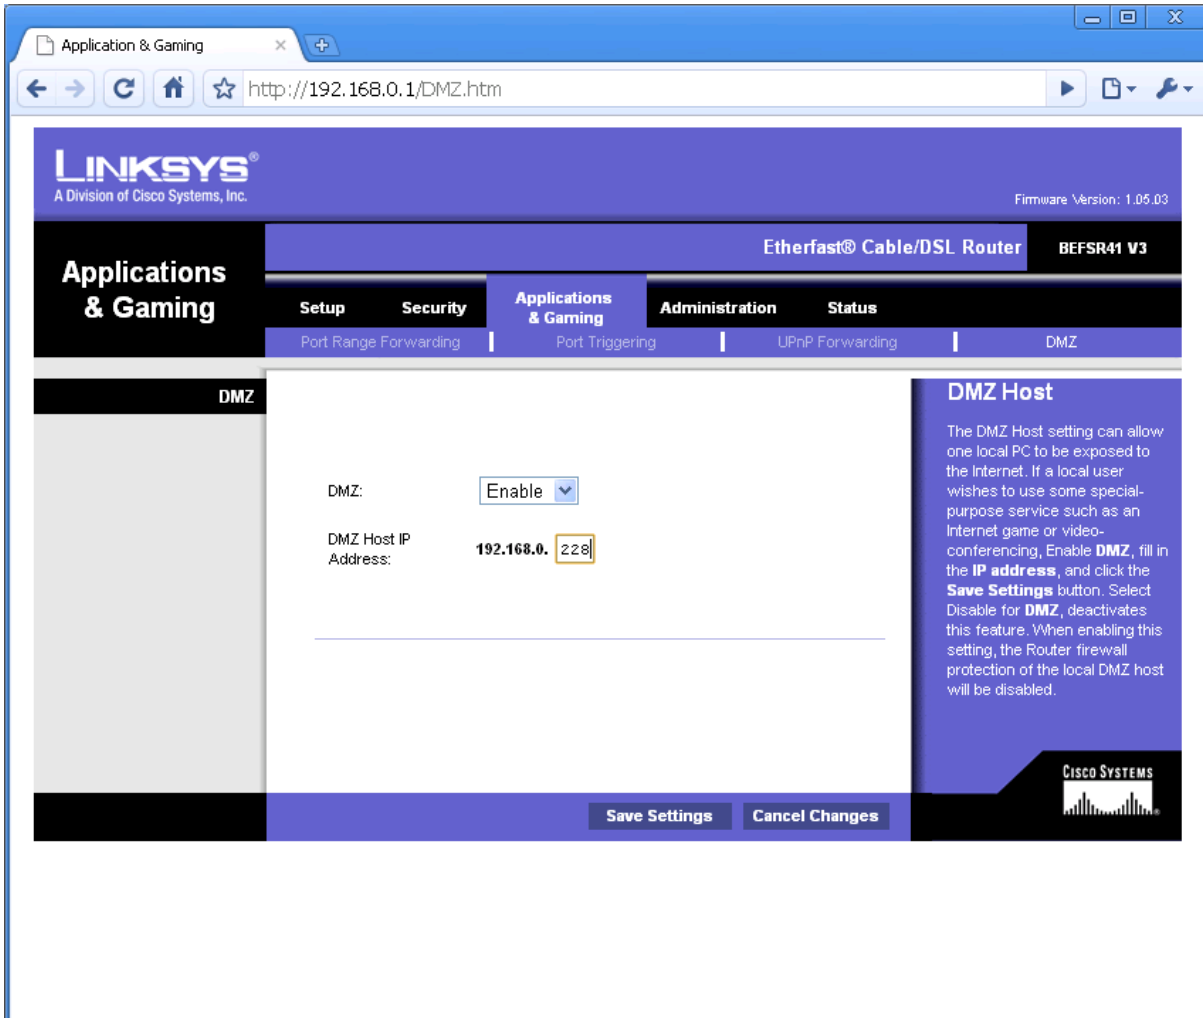 Application & Gaming
http://192.168.0.1/DMZ.htm
LINKSYS®
A Division of Cisco Systems, Inc.
Firmware Version: 1.05.03
Applications
& Gaming
Etherfast® Cable/DSL Router
BEFSR41 V3
Setup
Security
Applications
& Gaming
Administration
Status
Port Range Forwarding
Port Triggering
UPnP Forwarding
DMZ
DMZ
DMZ:
Enable
DMZ Host IP
Address:
192.168.0.
228
DMZ Host
The DMZ Host setting can allow
one local PC to be exposed to
the Internet. If a local user
wishes to use some special-
purpose service such as an
Internet game or video-
conferencing, Enable DMZ, fill in
the IP address, and click the
Save Settings button. Select
Disable for DMZ, deactivates
this feature. When enabling this
setting, the Router firewall
protection of the local DMZ host
will be disabled.
CISCO SYSTEMS
®
Save Settings
Cancel Changes